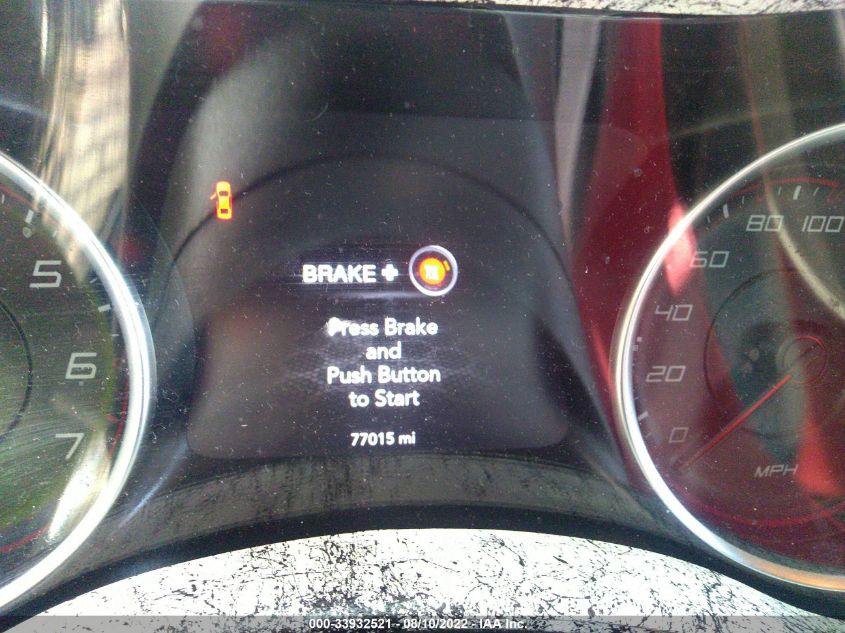 BRAKE +
Press Brake
and
Push Button
to Start
77015 mi
5
6
7
80 100
60
40
20
0
MPH
000-33932521 - 08/10/2022 - IAA Inc.